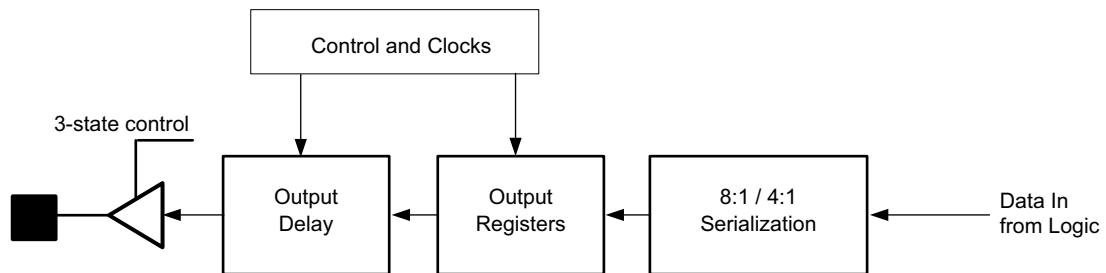 Control and Clocks
3-state control
Output
Delay
Output
Registers
8:1 / 4:1
Serialization
Data In
from Logic